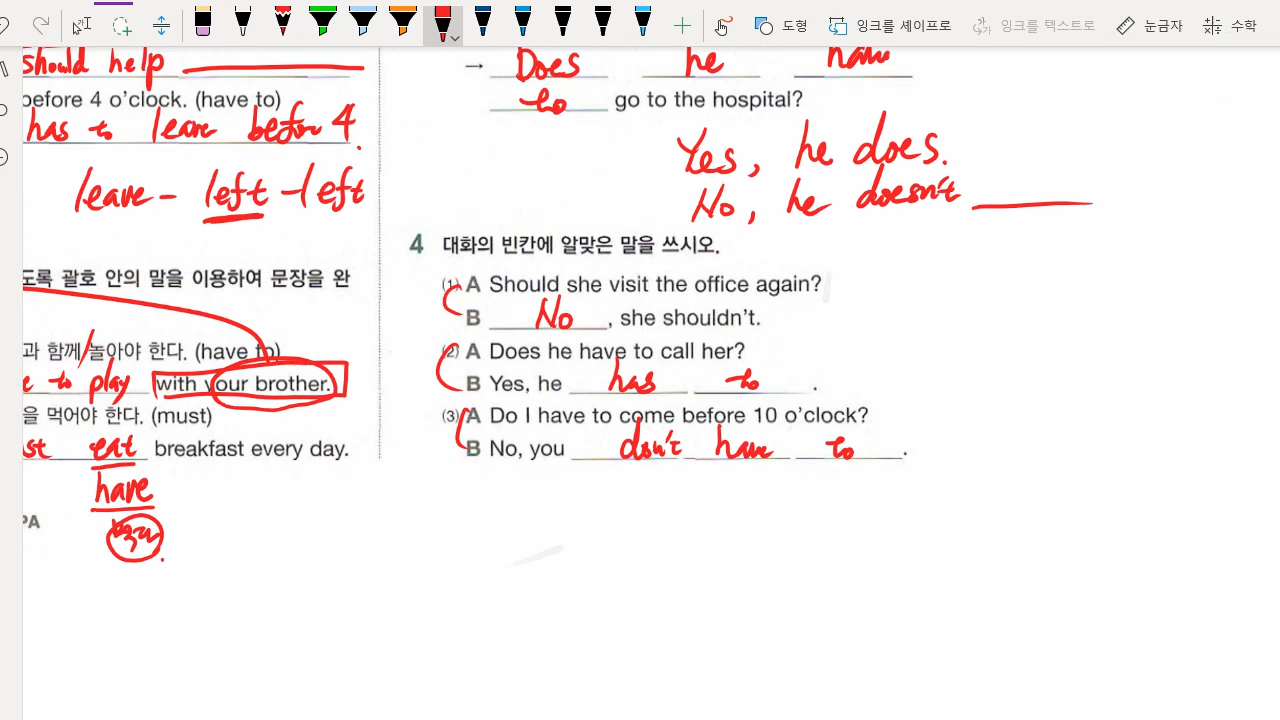 도형 잉크를 셰이프로 잉크를 텍스트로 눈금자 수학
should help
before 4 o'clock. (have to)
has to leave before 4.
leave - left - left
도록 괄호 안의 말을 이용하여 문장을 완
과 함께/놀아야 한다. (have to)
to play with your brother.
을 먹어야 한다. (must)
eat breakfast every day.
have
먹다.
PA
→ Does he have
to go to the hospital?
Yes, he does.
No, he doesn't
4 대화의 빈칸에 알맞은 말을 쓰시오.
(1) A Should she visit the office again?
B No, she shouldn't.
(2) A Does he have to call her?
B Yes, he has to.
(3) A Do I have to come before 10 o'clock?
B No, you don't have to.